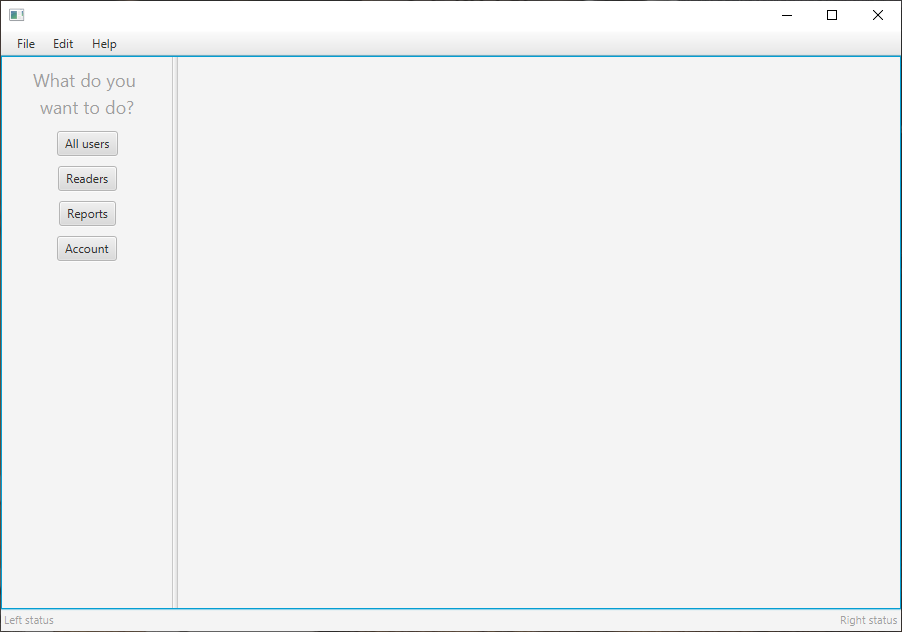 File Edit Help
What do you
want to do?
All users
Readers
Reports
Account
Left status
Right status